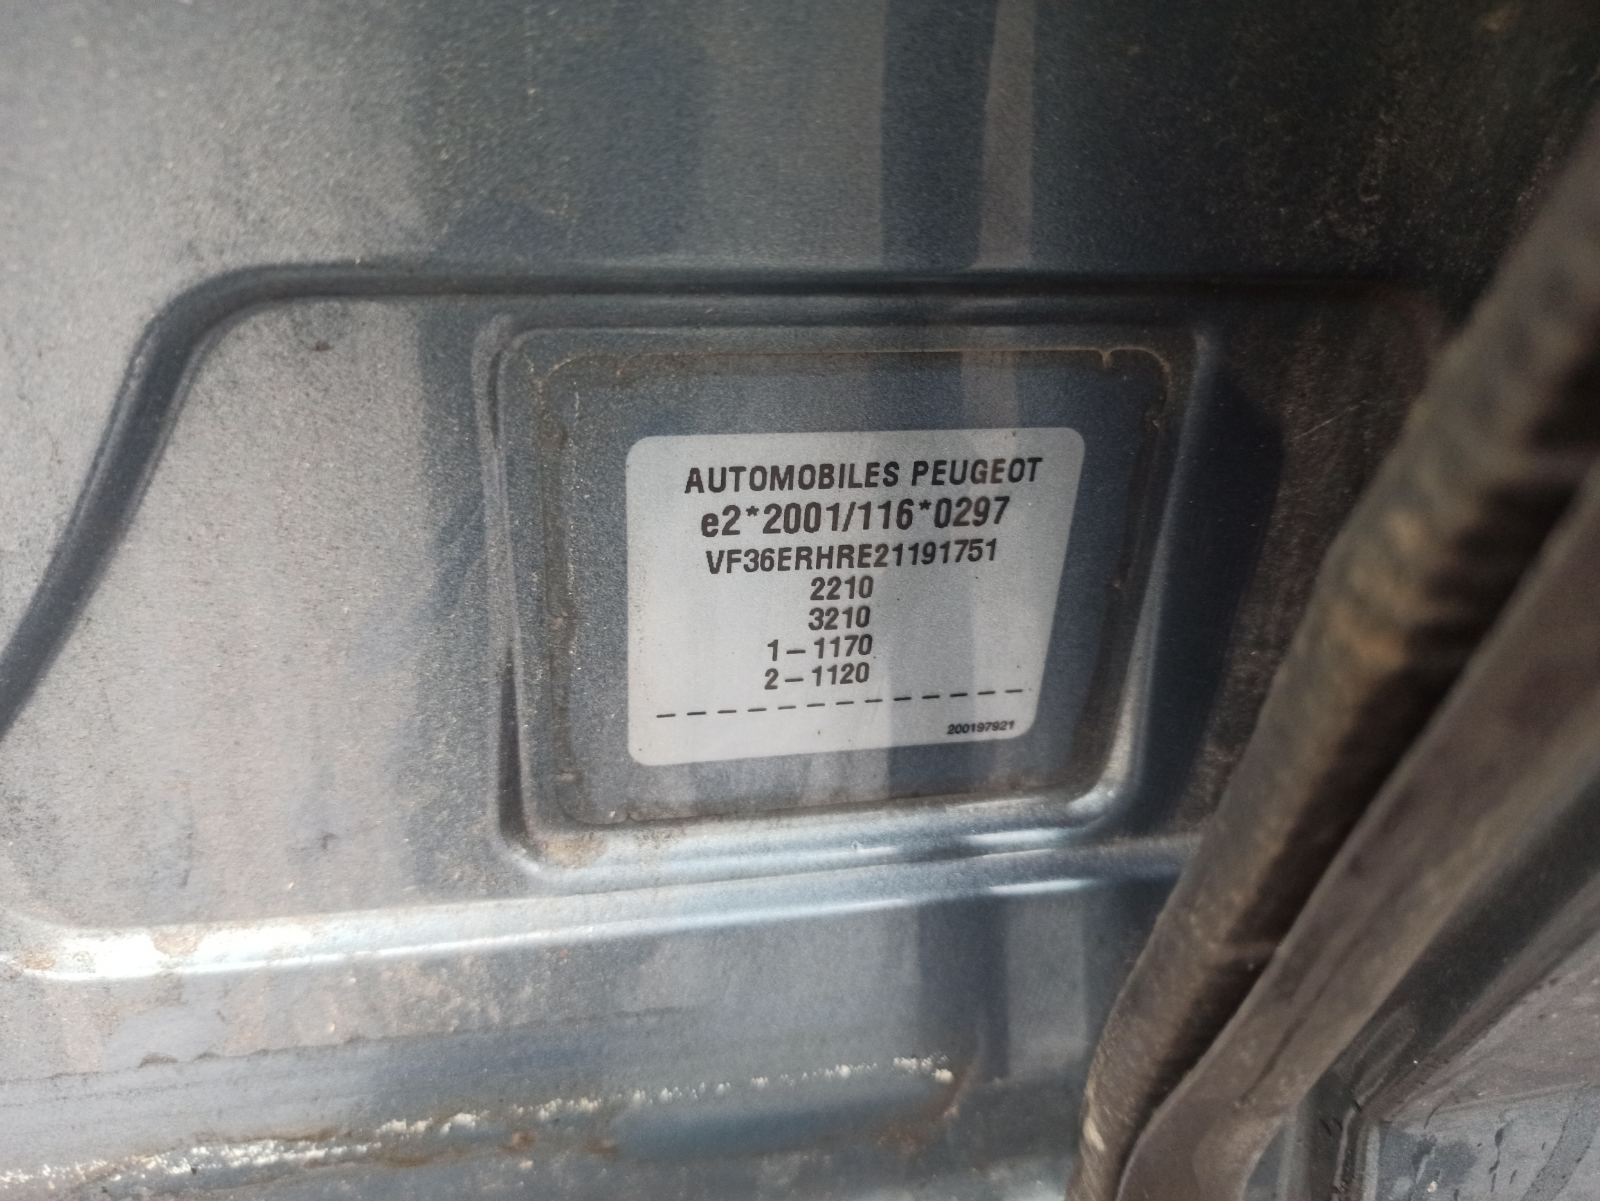 AUTOMOBILES PEUGEOT
e2*2001/116*0297
VF36ERHRE21191751
2210
3210
1–1170
2–1120
200197921